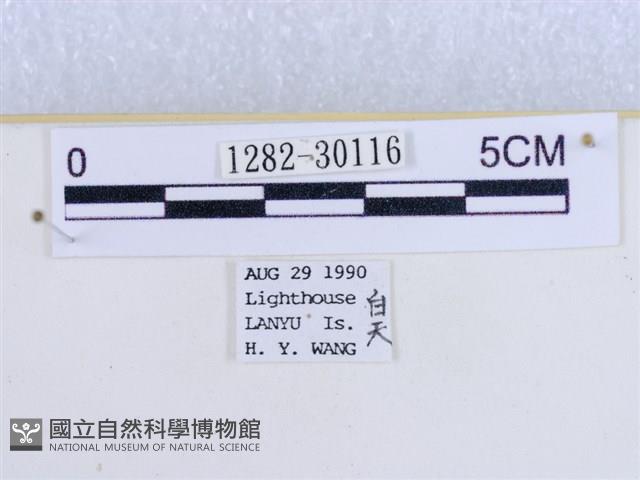 0
1282-30116
5CM
AUG 29 1990
Lighthouse
LANYU Is.
H. Y. WANG
白天
國立自然科學博物館
NATIONAL MUSEUM OF NATURAL SCIENCE